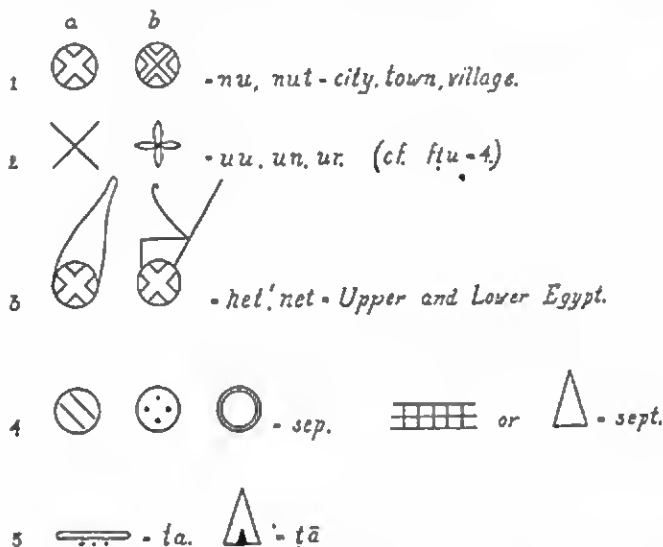 a b
1 - nu, nut - city, town, village.
2 - uu, un, ur. (cf. ftu - 4.)
3 - het', net - Upper and Lower Egypt.
4 - sep. or - sept.
5 - ta. - tā